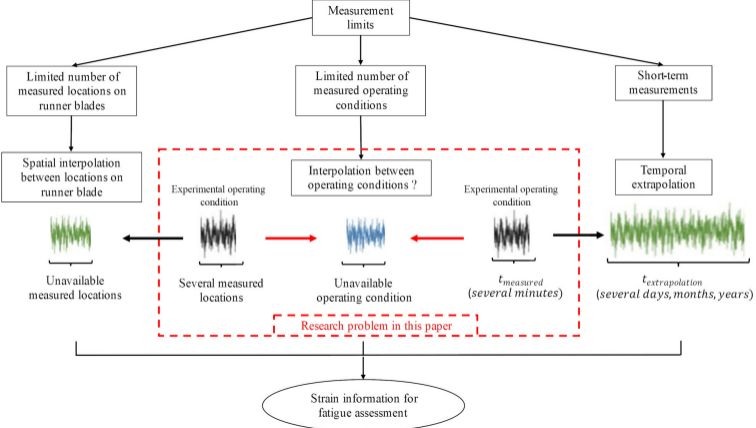 Measurement
limits
Limited number of
measured locations on
runner blades
Limited number of
measured operating
conditions
Short-term
measurements
Spatial interpolation
between locations on
runner blade
Interpolation between
operating conditions ?
Temporal
extrapolation
Experimental operating
condition
Experimental operating
condition
Unavailable
measured locations
Several measured
locations
Unavailable
operating condition
t_measured
(several minutes)
t_extrapolation
(several days, months, years)
Research problem in this paper
Strain information for
fatigue assessment